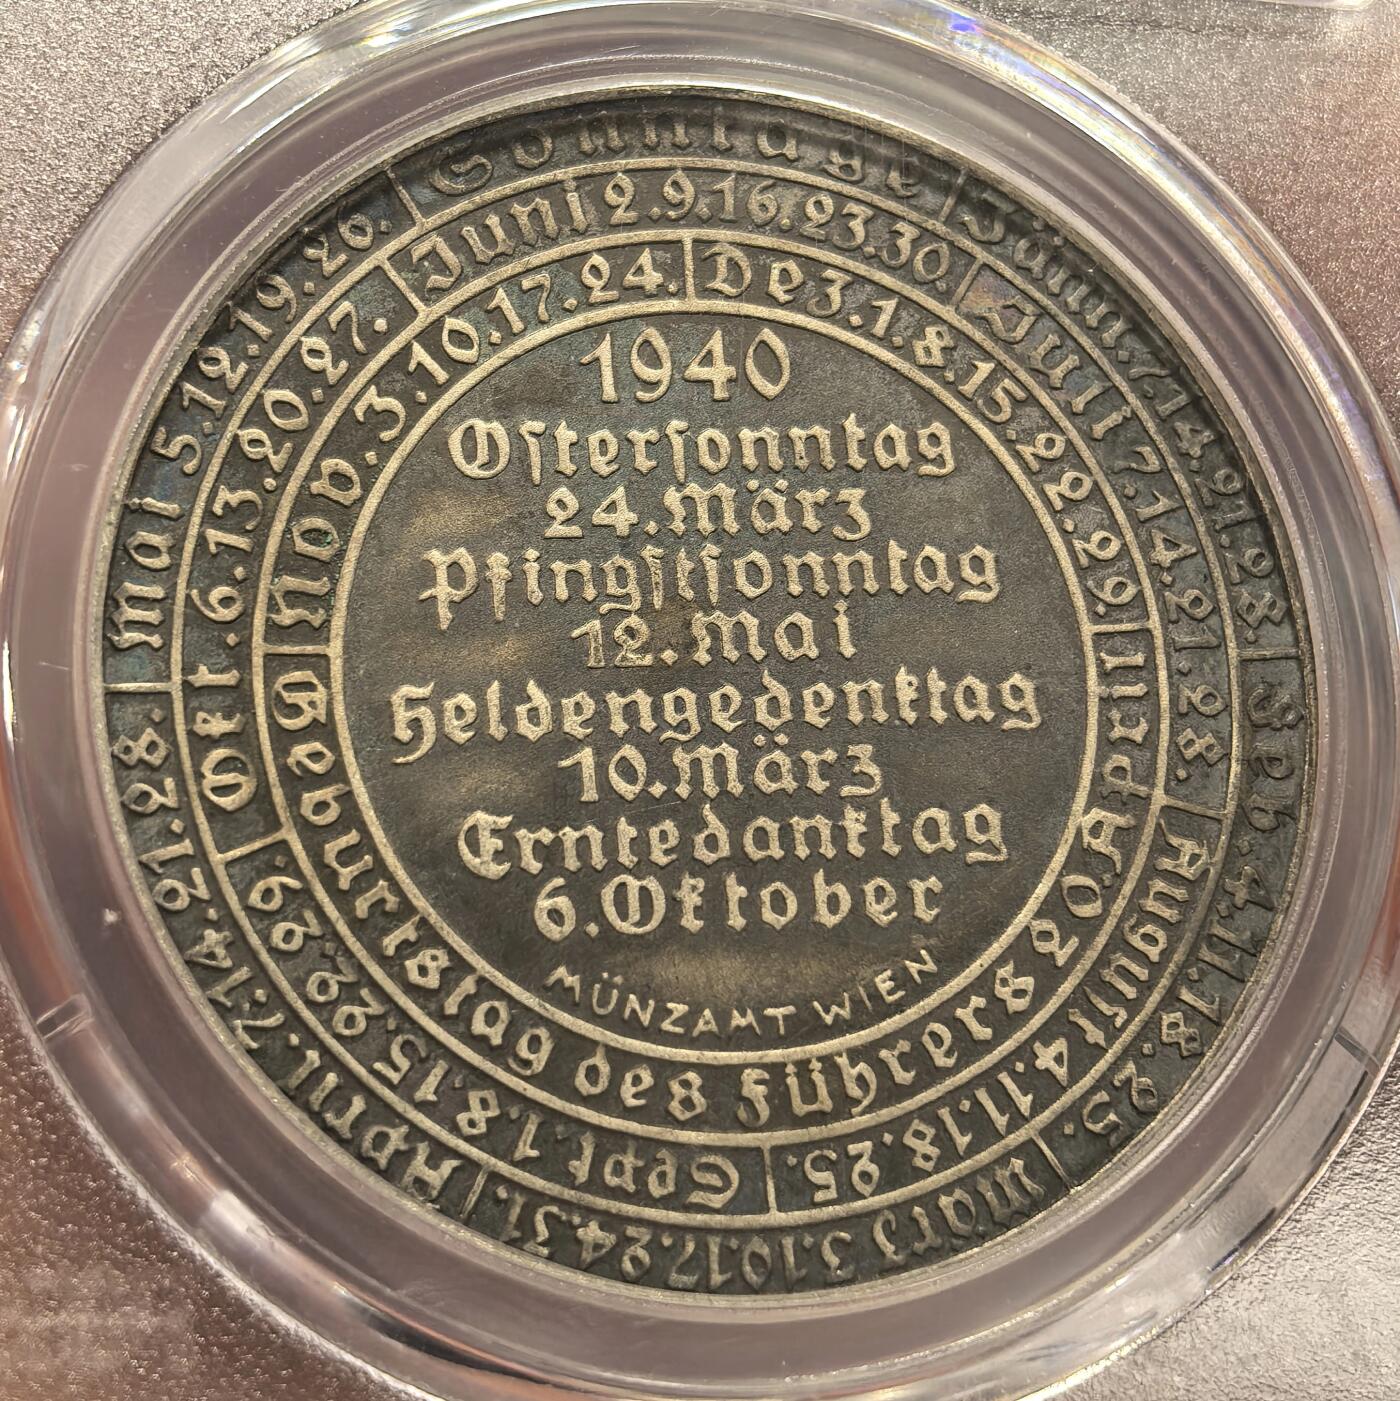 Sonntage
Jänn. 7.14.21.28.
Feb. 4.11.18.25.
März 3.10.17.24.31.
April 7.14.21.28.
Mai 5.12.19.26.
Juni 2.9.16.23.30.
Juli 7.14.21.28.
August 4.11.18.25.
Sept. 1.8.15.22.29.
Okt. 6.13.20.27.
Nov. 3.10.17.24.
Dez. 1.8.15.22.29.
Geburtstag des Führers 20. April
1940
Oſterſonntag
24. März
Pfingſtſonntag
12. Mai
Heldengedenktag
10. März
Erntedanktag
6. Oktober
MÜNZAMT WIEN